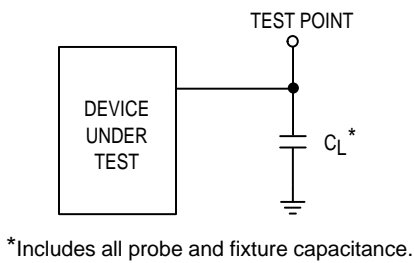 TEST POINT
DEVICE
UNDER
TEST
CL*
*Includes all probe and fixture capacitance.